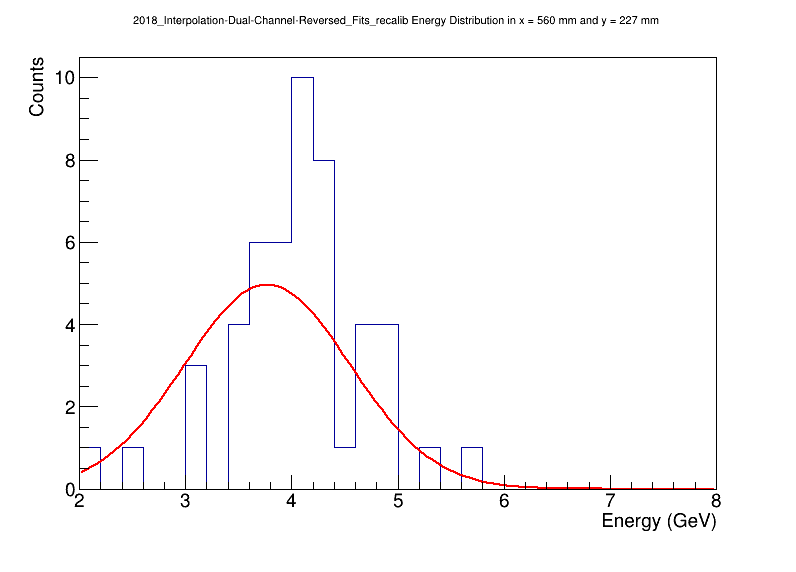 2018_Interpolation-Dual-Channel-Reversed_Fits_recalib Energy Distribution in x = 560 mm and y = 227 mm
Counts
10
8
6
4
2
0
2 3 4 5 6 7 8
Energy (GeV)